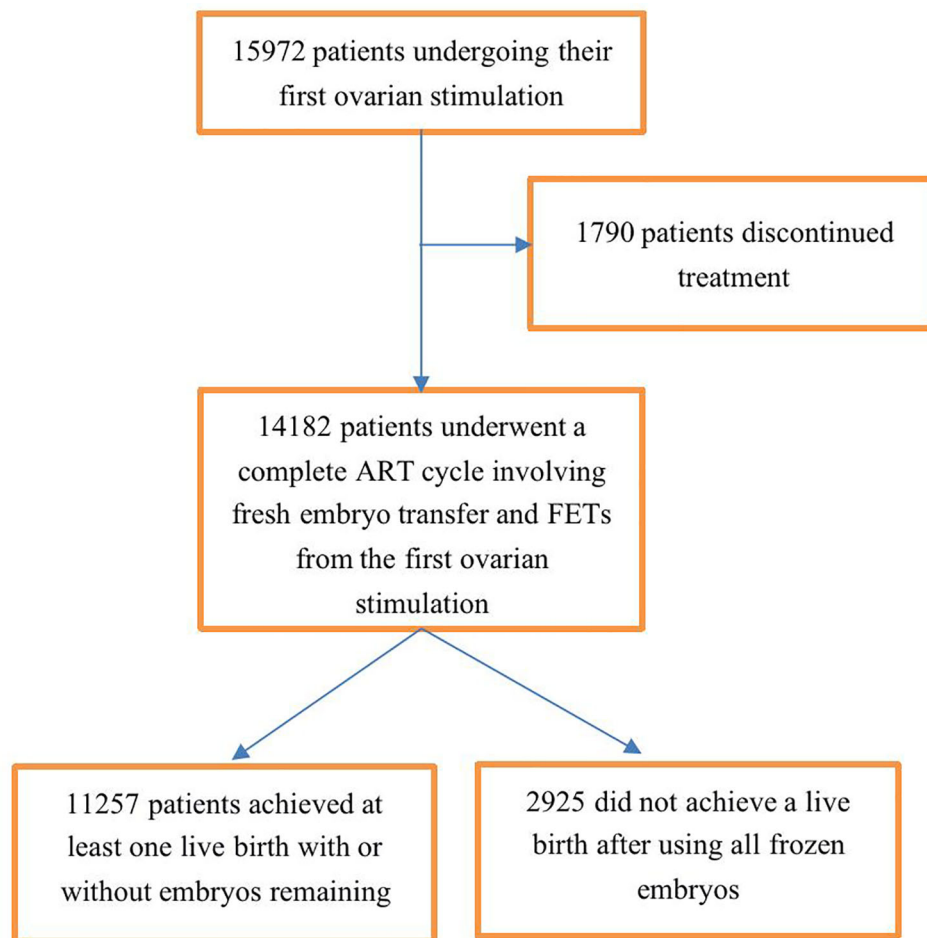 15972 patients undergoing their
first ovarian stimulation
1790 patients discontinued
treatment
14182 patients underwent a
complete ART cycle involving
fresh embryo transfer and FETs
from the first ovarian
stimulation
11257 patients achieved at
least one live birth with or
without embryos remaining
2925 did not achieve a live
birth after using all frozen
embryos